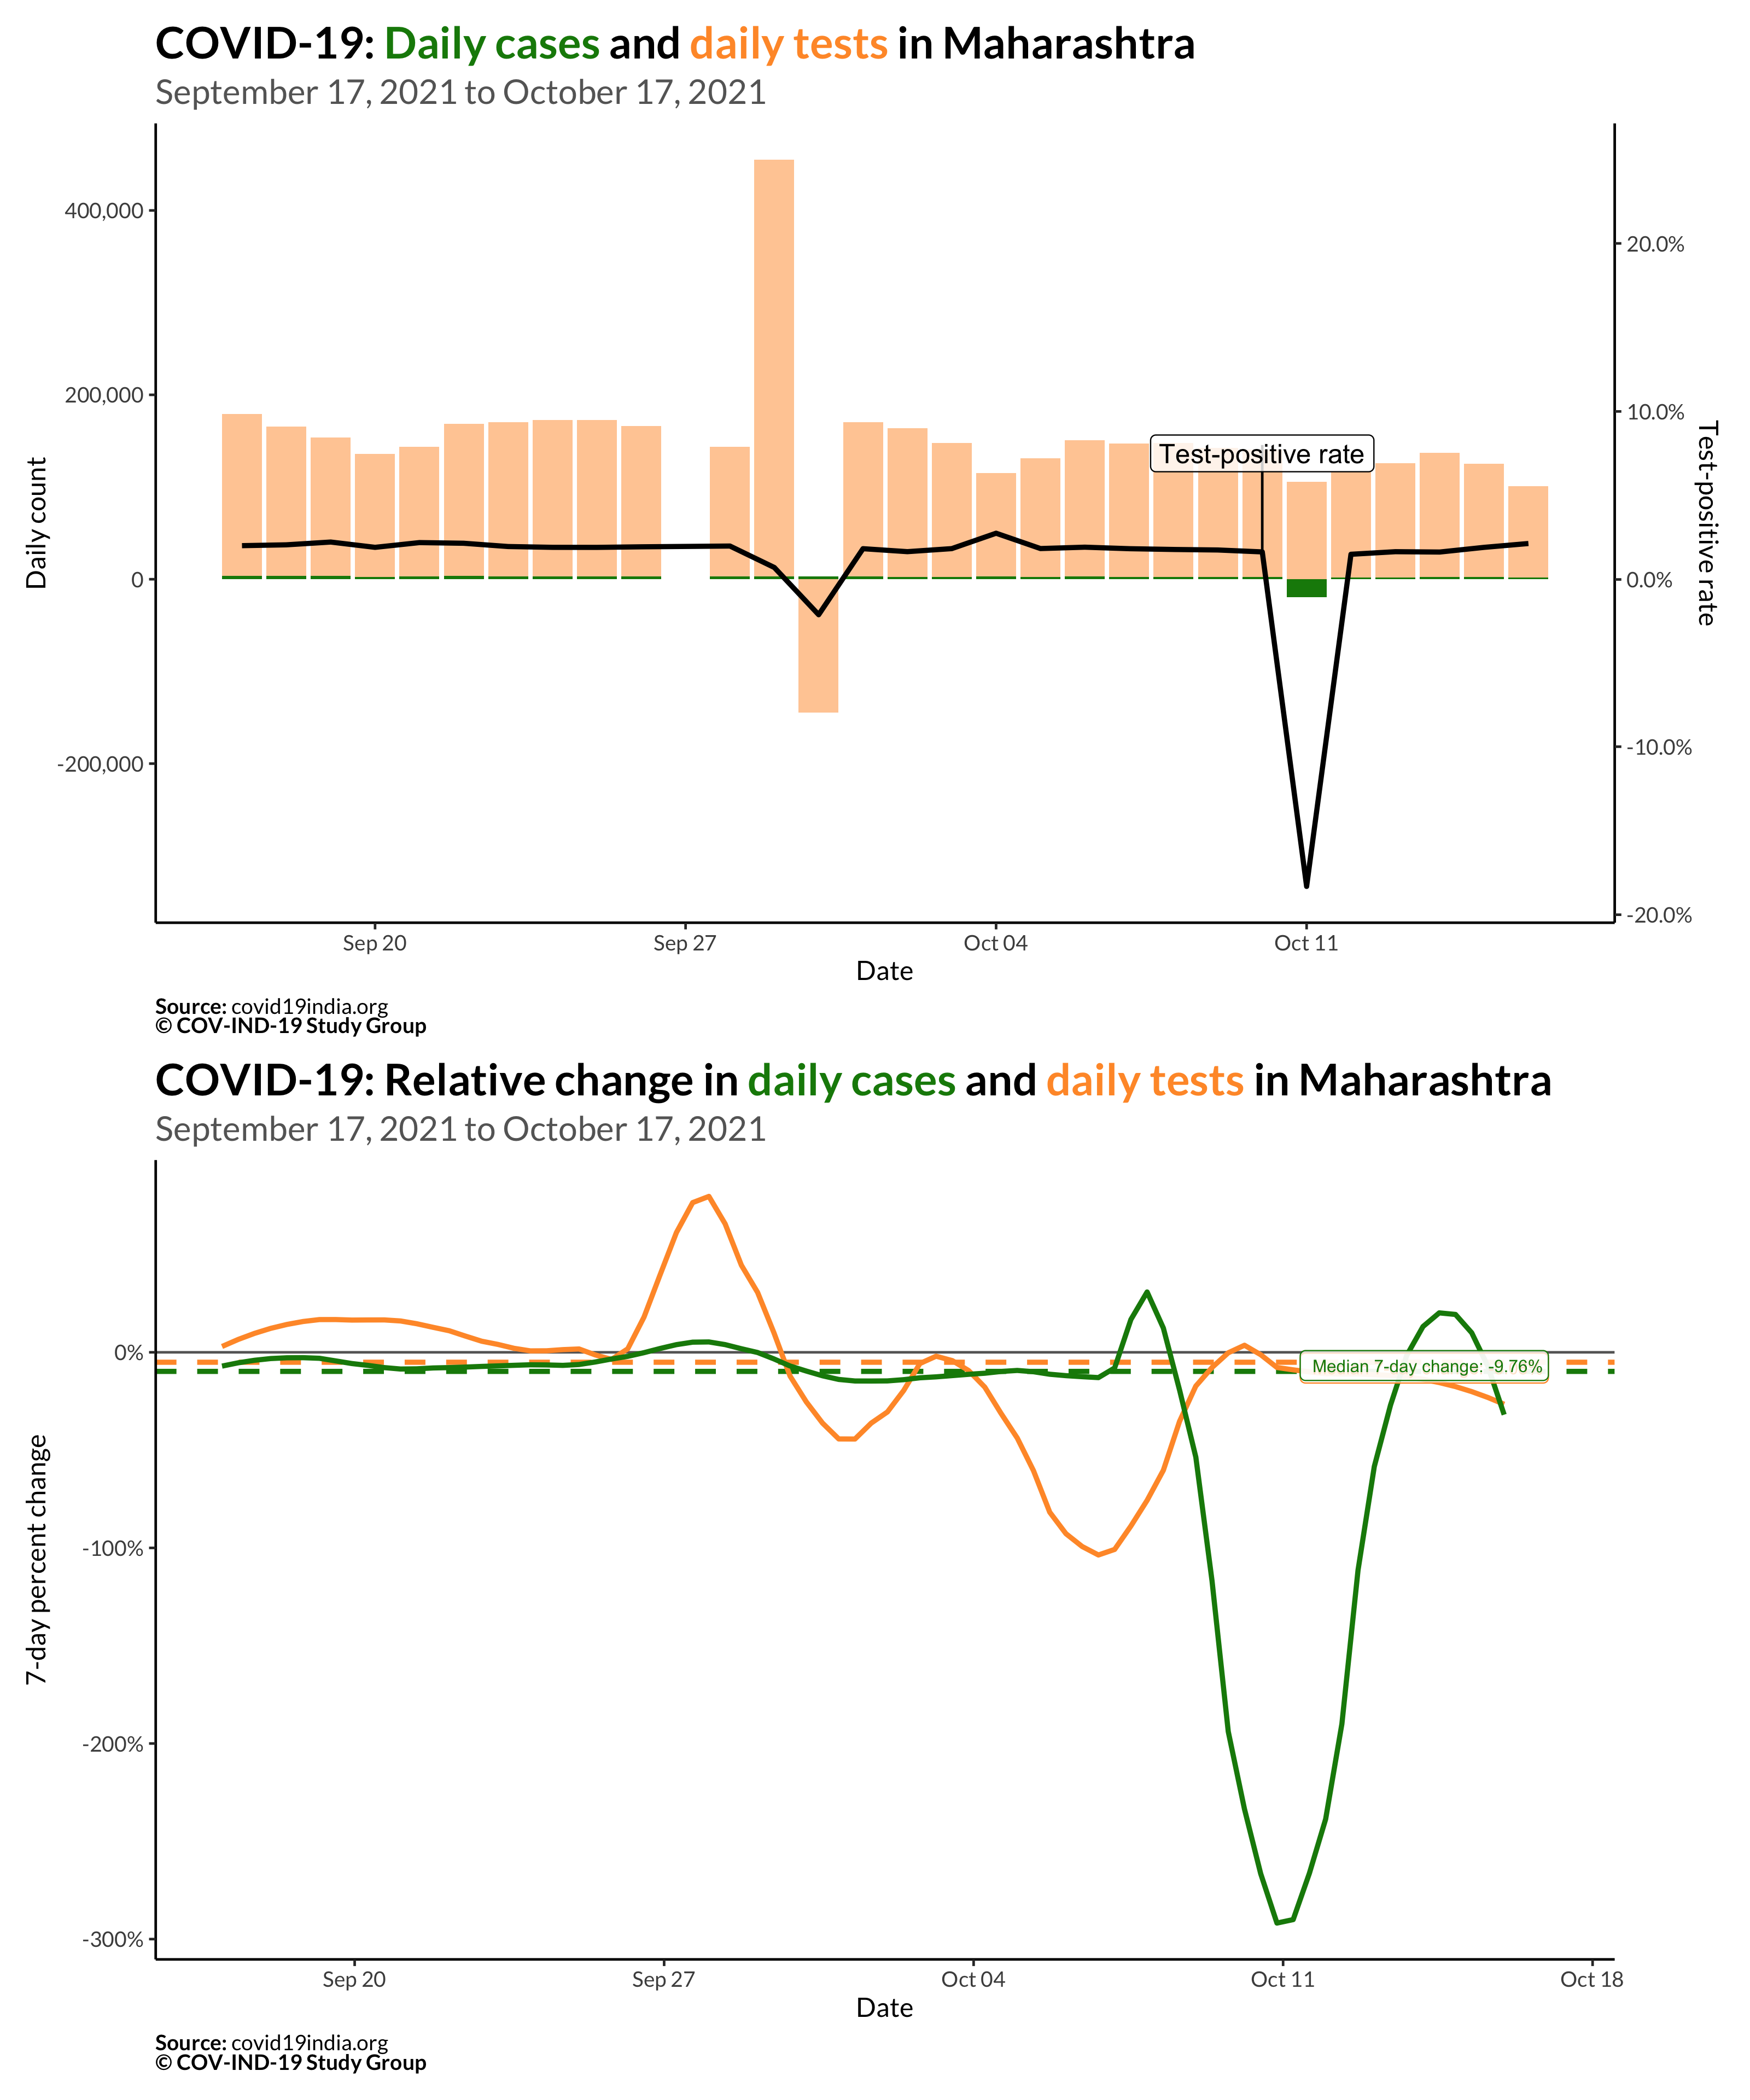 COVID-19: Daily cases and daily tests in Maharashtra
September 17, 2021 to October 17, 2021
Daily count
400,000
200,000
0
-200,000
Test-positive rate
20.0%
10.0%
0.0%
-10.0%
-20.0%
Test-positive rate
Sep 20
Sep 27
Oct 04
Oct 11
Date
Source: covid19india.org
© COV-IND-19 Study Group
COVID-19: Relative change in daily cases and daily tests in Maharashtra
September 17, 2021 to October 17, 2021
7-day percent change
0%
-100%
-200%
-300%
Median 7-day change: -9.76%
Sep 20
Sep 27
Oct 04
Oct 11
Oct 18
Date
Source: covid19india.org
© COV-IND-19 Study Group